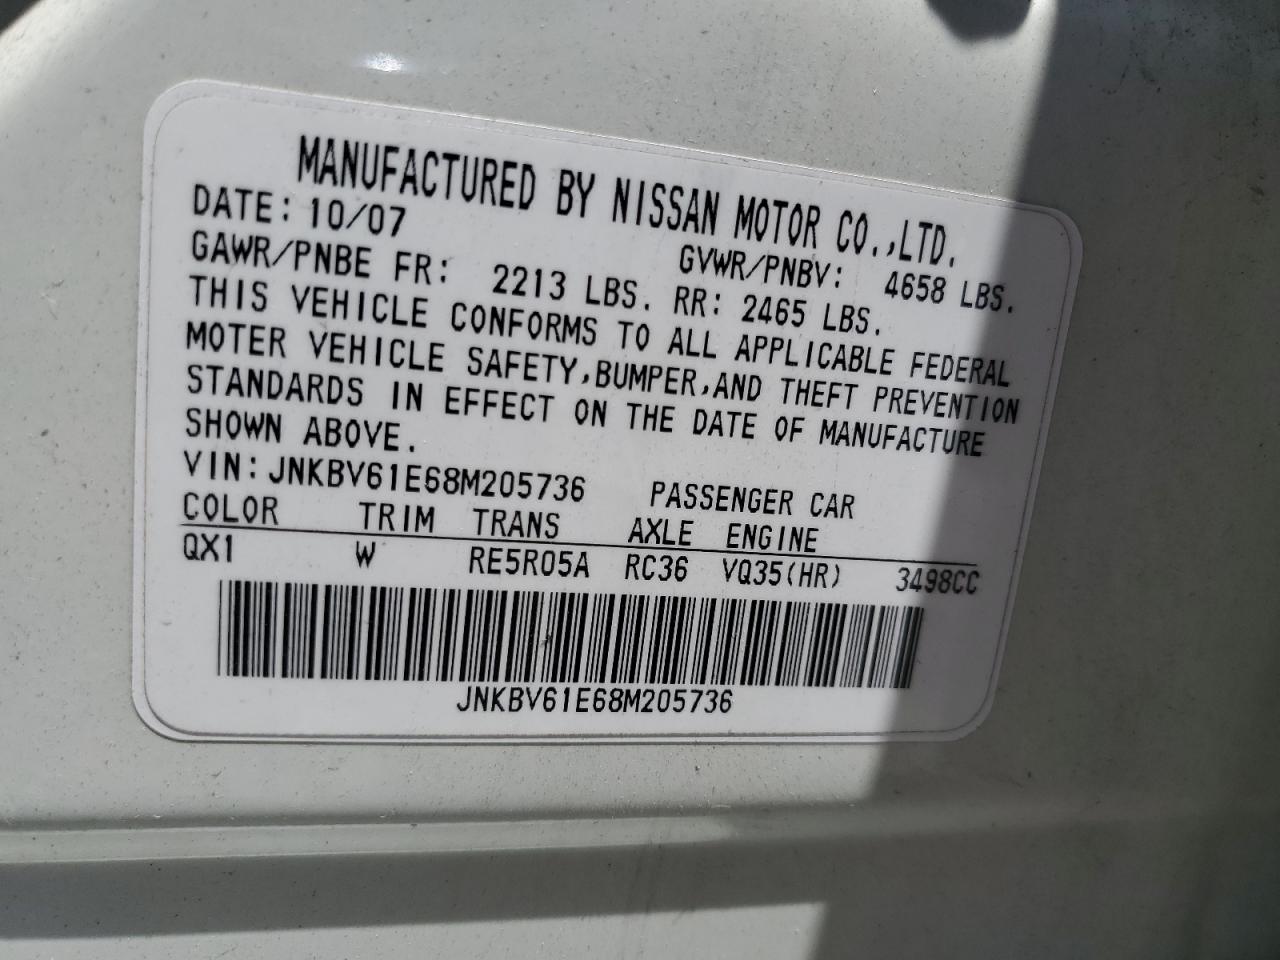 MANUFACTURED BY NISSAN MOTOR CO.,LTD.
DATE: 10/07 GVWR/PNBV: 4658 LBS.
GAWR/PNBE FR: 2213 LBS. RR: 2465 LBS.
THIS VEHICLE CONFORMS TO ALL APPLICABLE FEDERAL
MOTER VEHICLE SAFETY,BUMPER,AND THEFT PREVENTION
STANDARDS IN EFFECT ON THE DATE OF MANUFACTURE
SHOWN ABOVE.
VIN: JNKBV61E68M205736 PASSENGER CAR
COLOR TRIM TRANS AXLE ENGINE
QX1 W RE5R05A RC36 VQ35(HR) 3498CC
JNKBV61E68M205736